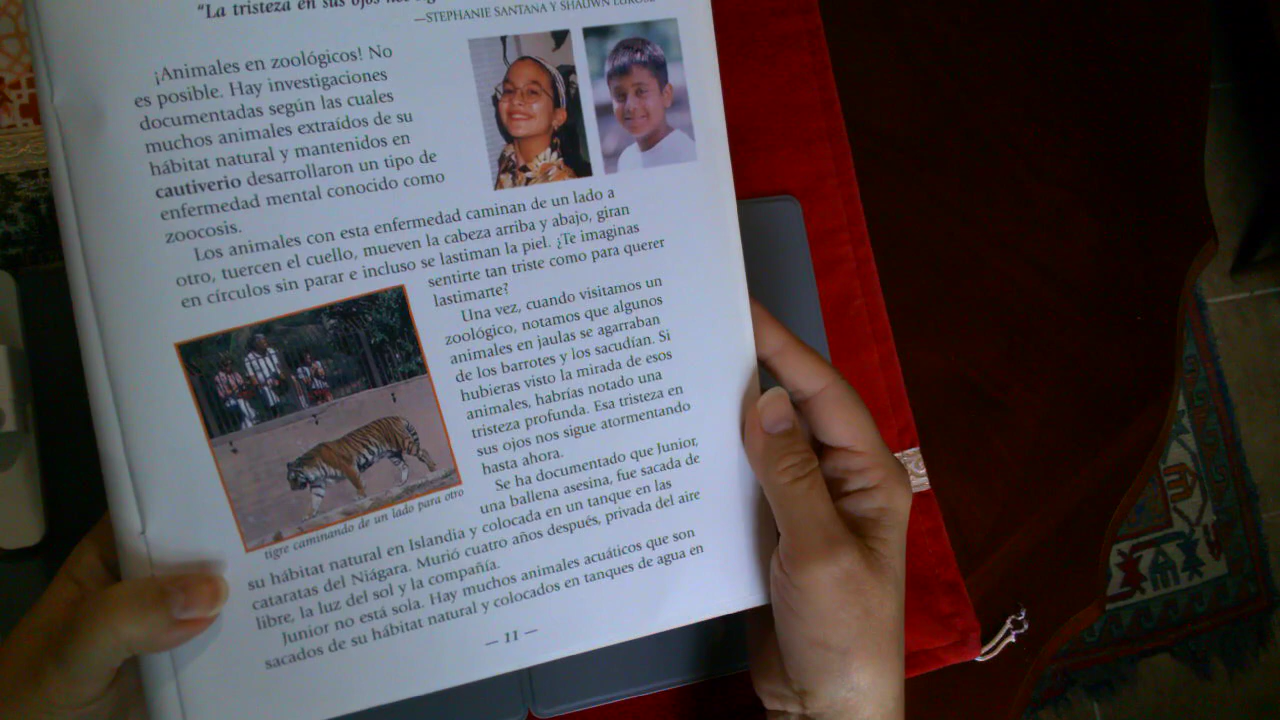 "La tristeza en sus ojos nos
—STEPHANIE SANTANA Y SHAUWN
¡Animales en zoológicos! No
es posible. Hay investigaciones
documentadas según las cuales
muchos animales extraídos de su
hábitat natural y mantenidos en
cautiverio desarrollaron un tipo de
enfermedad mental conocido como
zoocosis.
Los animales con esta enfermedad caminan de un lado a
otro, tuercen el cuello, mueven la cabeza arriba y abajo, giran
en círculos sin parar e incluso se lastiman la piel. ¿Te imaginas
sentirte tan triste como para querer
lastimarte?
Una vez, cuando visitamos un
zoológico, notamos que algunos
animales en jaulas se agarraban
de los barrotes y los sacudían. Si
hubieras visto la mirada de esos
animales, habrías notado una
tristeza profunda. Esa tristeza en
sus ojos nos sigue atormentando
hasta ahora.
Se ha documentado que Junior,
una ballena asesina, fue sacada de
su hábitat natural en Islandia y colocada en un tanque en las
cataratas del Niágara. Murió cuatro años después, privada del aire
libre, la luz del sol y la compañía.
Junior no está sola. Hay muchos animales acuáticos que son
sacados de su hábitat natural y colocados en tanques de agua en
tigre caminando de un lado para otro
— 11 —